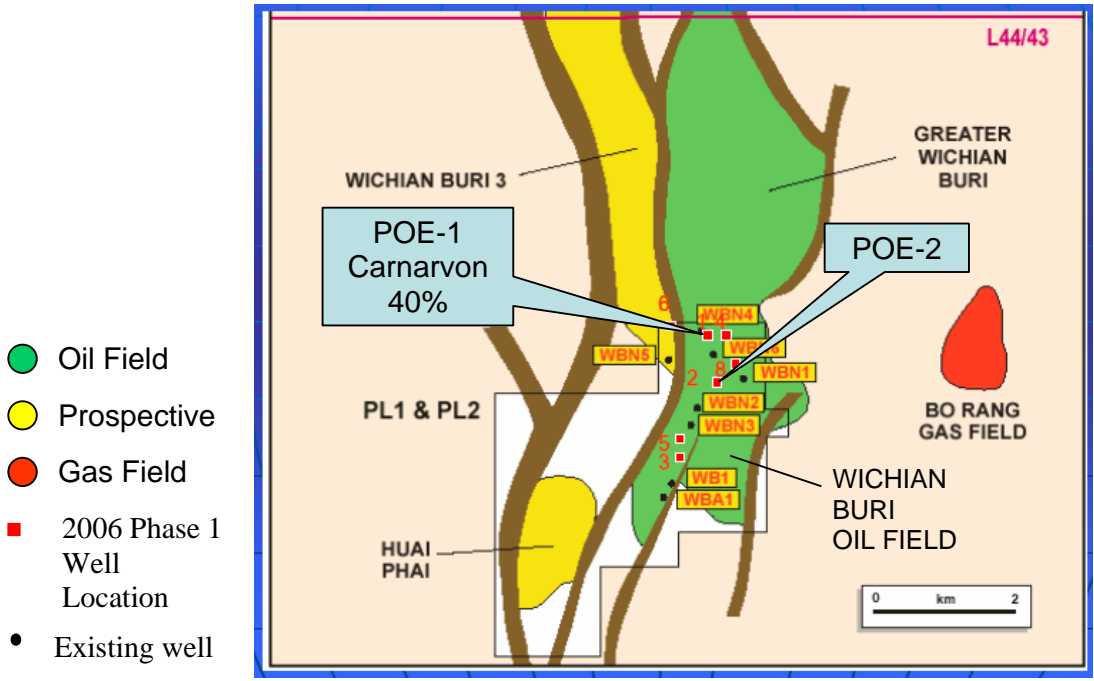 L44/43
GREATER
WICHIAN
BURI
WICHIAN BURI 3
POE-1
Carnarvon
40%
POE-2
6
WBN4
1 4
WBN5
8
2
WBN1
WBN2
PL1 & PL2
WBN3
BO RANG
GAS FIELD
5
3
WB1
WBA1
WICHIAN
BURI
OIL FIELD
HUAI
PHAI
0 km 2
Oil Field
Prospective
Gas Field
2006 Phase 1
Well
Location
Existing well